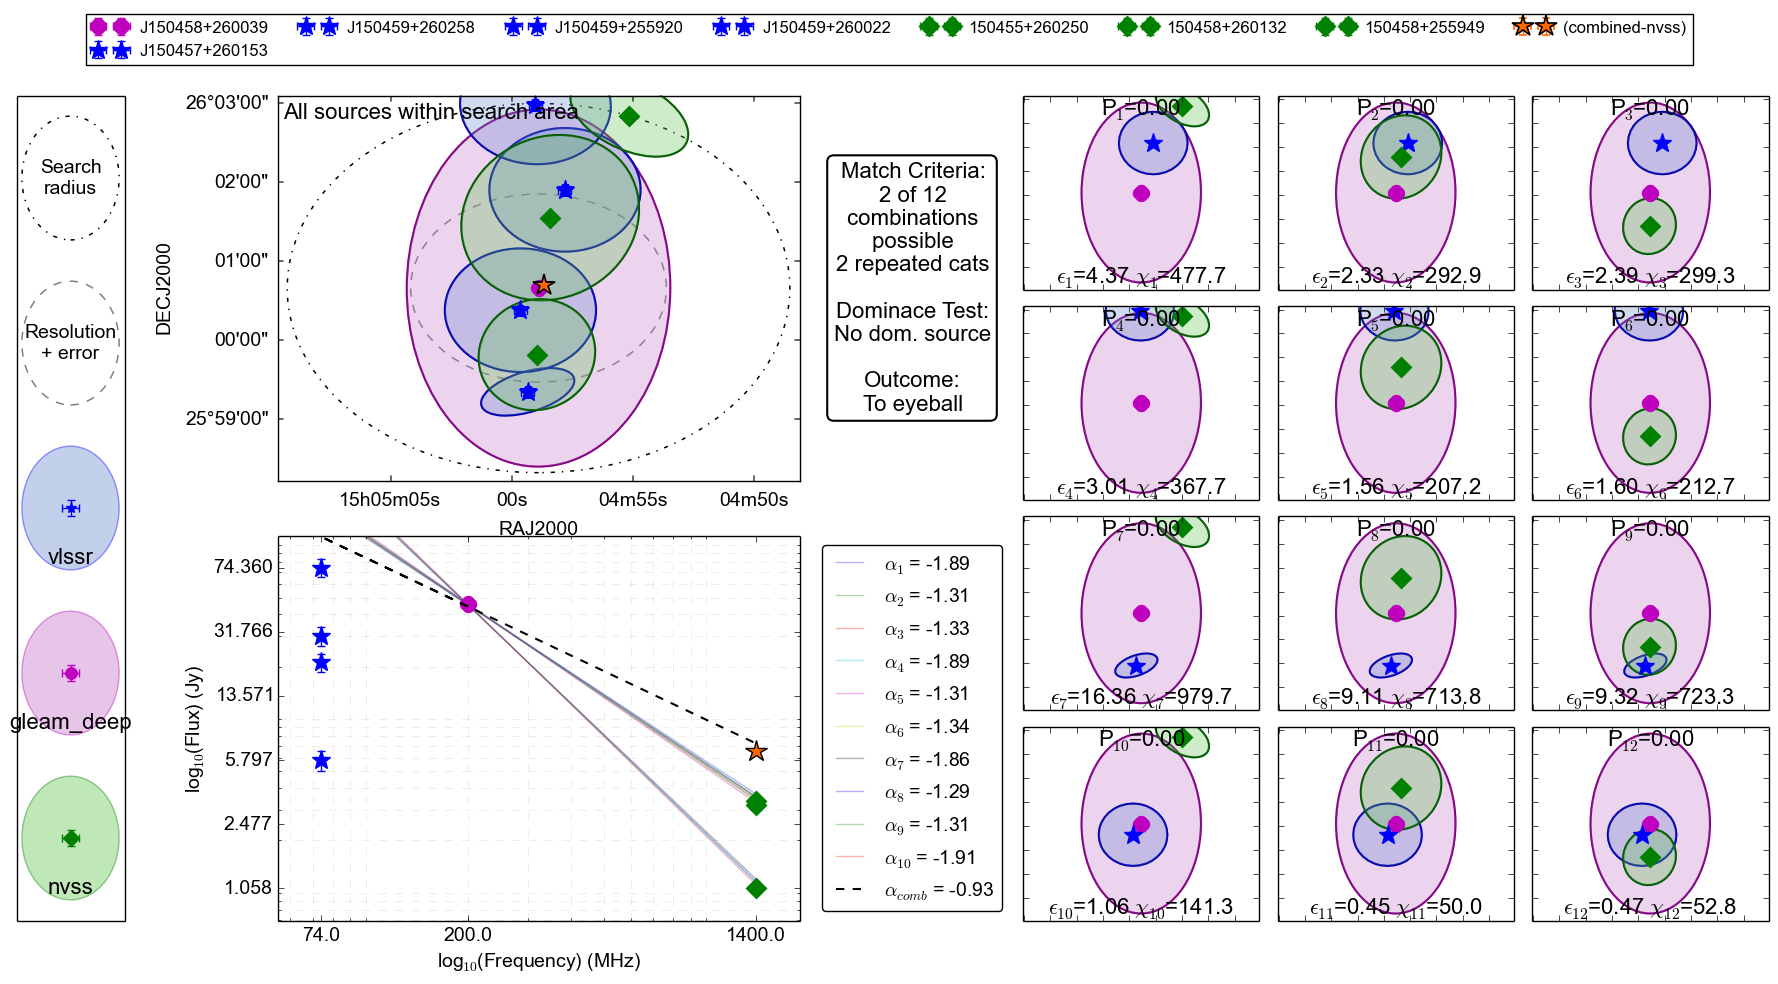 J150458+260039 J150459+260258 J150459+255920 J150459+260022 150455+260250 150458+260132 150458+255949 (combined-nvss)
J150457+260153
Search
radius
Resolution
+ error
vlssr
gleam_deep
nvss
All sources within search area
26°03'00"
02'00"
01'00"
00'00"
25°59'00"
DECJ2000
15h05m05s 00s 04m55s 04m50s
RAJ2000
Match Criteria:
2 of 12
combinations
possible
2 repeated cats
Dominace Test:
No dom. source
Outcome:
To eyeball
74.360
31.766
13.571
5.797
2.477
1.058
log₁₀(Flux) (Jy)
74.0 200.0 1400.0
log₁₀(Frequency) (MHz)
α₁ = -1.89
α₂ = -1.31
α₃ = -1.33
α₄ = -1.89
α₅ = -1.31
α₆ = -1.34
α₇ = -1.86
α₈ = -1.29
α₉ = -1.31
α₁₀ = -1.91
α_comb = -0.93
P₁=0.00
ϵ₁=4.37 χ₁=477.7
P₂=0.00
ϵ₂=2.33 χ₂=292.9
P₃=0.00
ϵ₃=2.39 χ₃=299.3
P₄=0.00
ϵ₄=3.01 χ₄=367.7
P₅=0.00
ϵ₅=1.56 χ₅=207.2
P₆=0.00
ϵ₆=1.60 χ₆=212.7
P₇=0.00
ϵ₇=16.36 χ₇=979.7
P₈=0.00
ϵ₈=9.11 χ₈=713.8
P₉=0.00
ϵ₉=9.32 χ₉=723.3
P₁₀=0.00
ϵ₁₀=1.06 χ₁₀=141.3
P₁₁=0.00
ϵ₁₁=0.45 χ₁₁=50.0
P₁₂=0.00
ϵ₁₂=0.47 χ₁₂=52.8